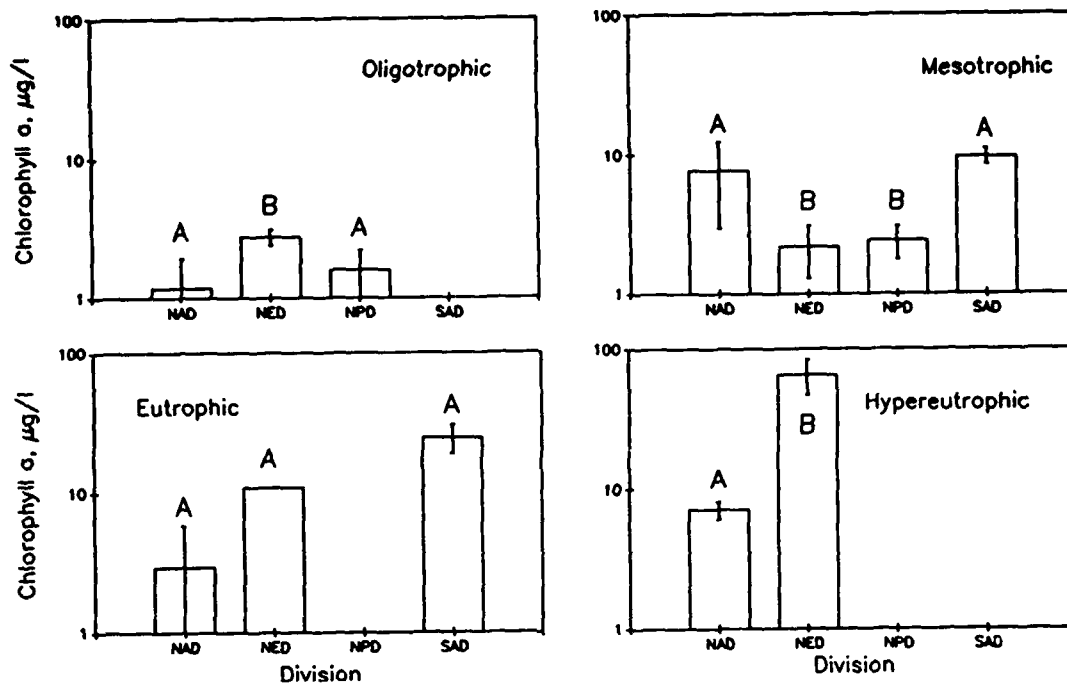 Chlorophyll a, µg/l
100
10
1
Oligotrophic
A
B
A
NAD NED NPD SAD
100
10
1
Mesotrophic
A
B
B
A
NAD NED NPD SAD
Chlorophyll a, µg/l
100
10
1
Eutrophic
A
A
A
NAD NED NPD SAD
Division
100
10
1
Hypereutrophic
A
B
NAD NED NPD SAD
Division